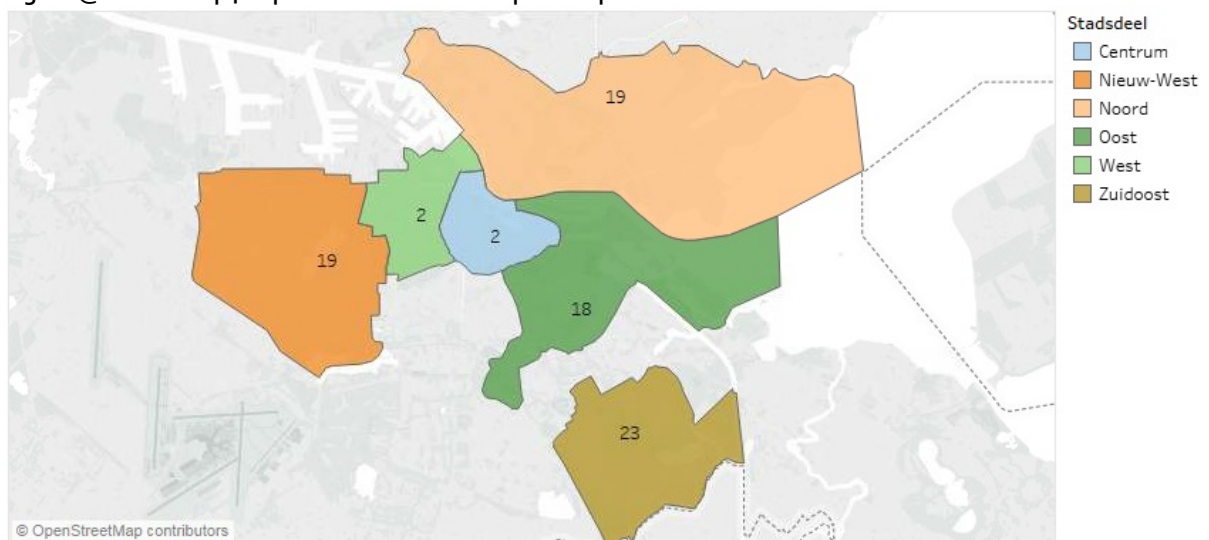 Stadsdeel
Centrum
Nieuw-West
Noord
Oost
West
Zuidoost
19
2
2
19
18
23
© OpenStreetMap contributors